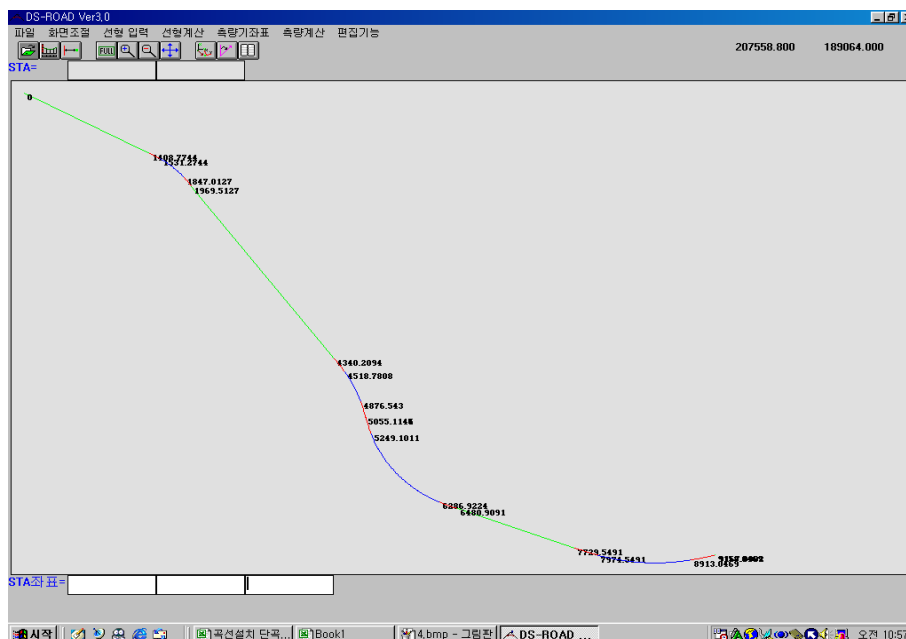 DS-ROAD Ver3.0
파일 화면조절 선형 입력 선형계산 측량기좌표 측량계산 편집기능
FULL
207558.800 189064.000
STA=
0
1408.7744
1531.2744
1847.0127
1969.5127
4340.2094
4518.7808
4876.543
5249.1011
6286.9224
6480.9091
7729.5491
7974.5491
8913.0469
STA좌표=
시작 곡선설치 단곡... Book1 14.bmp - 그림판 DS-ROAD ... 오전 10:57